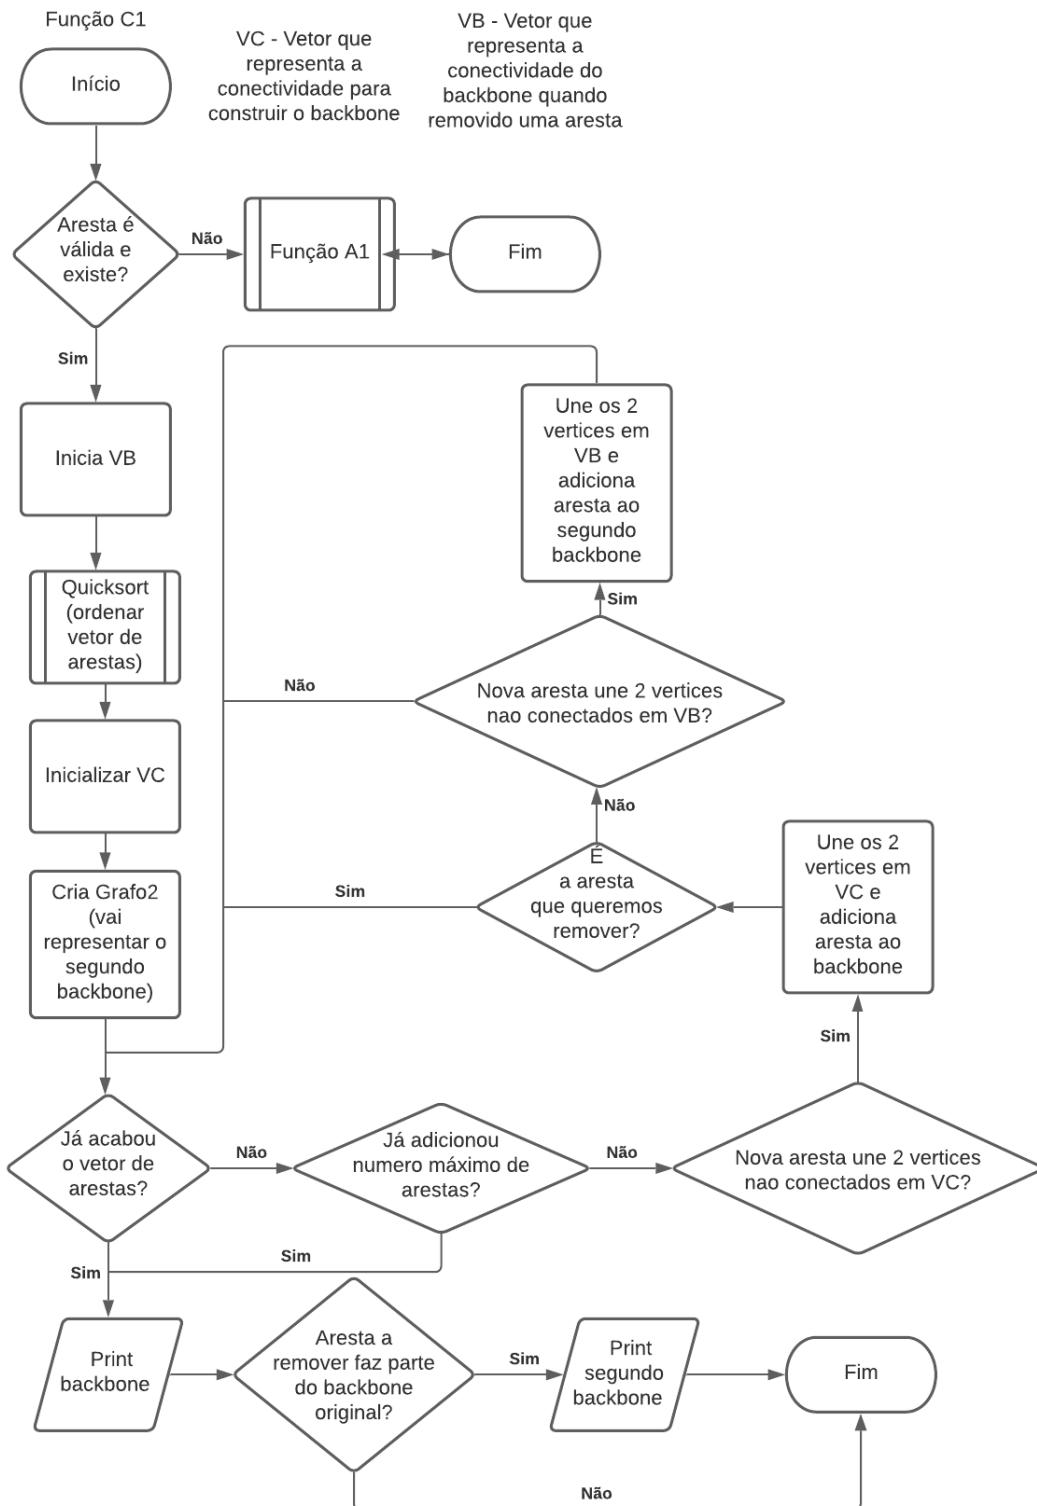 Função C1
VC - Vetor que
representa a
conectividade para
construir o backbone
VB - Vetor que
representa a
conectividade do
backbone quando
removido uma aresta
Início
Aresta é
válida e
existe?
Não
Função A1
Fim
Sim
Inicia VB
Une os 2
vertices em
VB e
adiciona
aresta ao
segundo
backbone
Quicksort
(ordenar
vetor de
arestas)
Sim
Nova aresta une 2 vertices
nao conectados em VB?
Não
Inicializar VC
Não
É
a aresta
que queremos
remover?
Sim
Une os 2
vertices em
VC e
adiciona
aresta ao
backbone
Cria Grafo2
(vai
representar o
segundo
backbone)
Sim
Já acabou
o vetor de
arestas?
Não
Já adicionou
numero máximo de
arestas?
Não
Nova aresta une 2 vertices
nao conectados em VC?
Sim
Sim
Print
backbone
Aresta a
remover faz parte
do backbone
original?
Sim
Print
segundo
backbone
Fim
Não